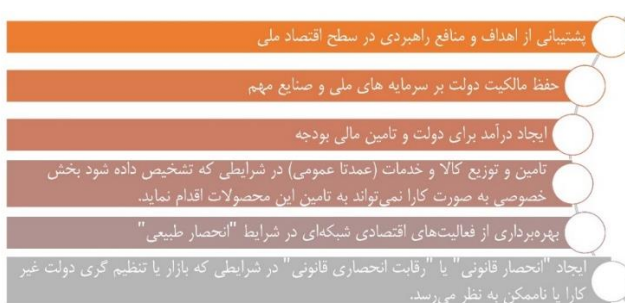 پشتیبانی از اهداف و منافع راهبردی در سطح اقتصاد ملی
حفظ مالکیت دولت بر سرمایه های ملی و صنایع مهم
ایجاد درآمد برای دولت و تامین مالی بودجه
تامین و توزیع کالا و خدمات (عمدتا عمومی) در شرایطی که تشخیص داده شود بخش
خصوصی به صورت کارا نمی‌تواند به تامین این محصولات اقدام نماید.
بهره‌برداری از فعالیت‌های اقتصادی شبکه‌ای در شرایط "انحصار طبیعی"
ایجاد "انحصار قانونی" یا "رقابت انحصاری قانونی" در شرایطی که بازار یا تنظیم گری دولت غیر
کارا یا ناممکن به نظر می‌رسد.